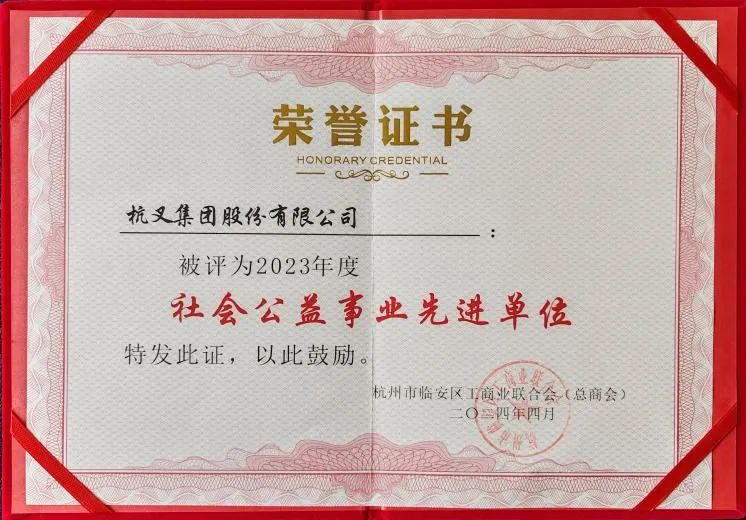 荣誉证书
HONORARY CREDENTIAL
杭叉集团股份有限公司：
被评为2023年度
社会公益事业先进单位
特发此证，以此鼓励。
杭州市临安区工商业联合会（总商会）
二〇二四年四月